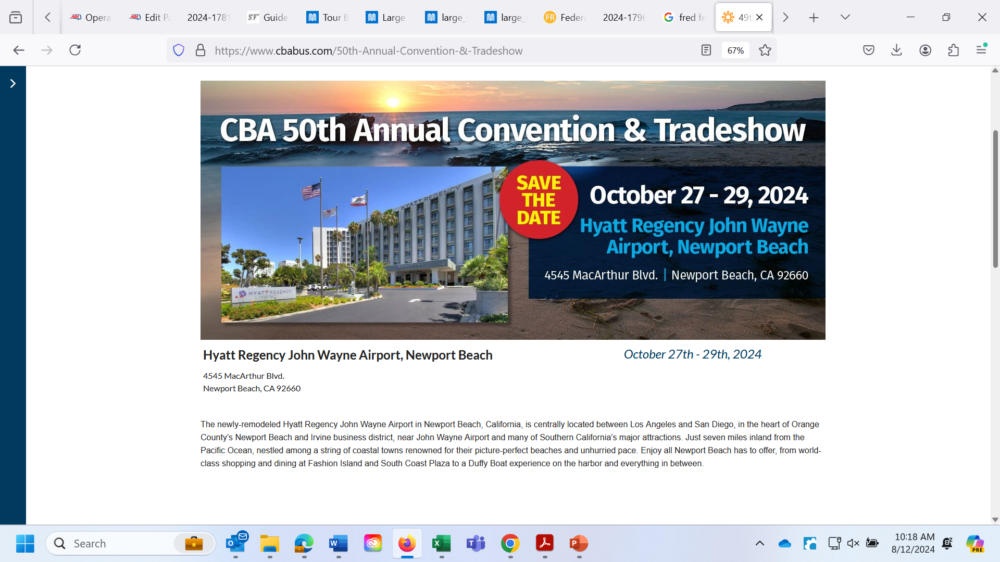 Opera
Edit Pa
2024-1781
SF Guide
Tour B
Large
large_
large_
FR Federa
2024-1796
fred fe
49t
https://www.cbabus.com/50th-Annual-Convention-&-Tradeshow
67%
CBA 50th Annual Convention & Tradeshow
HYATT REGENCY
HYATT REGENCY
SAVE
THE
DATE
October 27 - 29, 2024
Hyatt Regency John Wayne
Airport, Newport Beach
4545 MacArthur Blvd. | Newport Beach, CA 92660
Hyatt Regency John Wayne Airport, Newport Beach
October 27th - 29th, 2024
4545 MacArthur Blvd.
Newport Beach, CA 92660
The newly-remodeled Hyatt Regency John Wayne Airport in Newport Beach, California, is centrally located between Los Angeles and San Diego, in the heart of Orange
County’s Newport Beach and Irvine business district, near John Wayne Airport and many of Southern California’s major attractions. Just seven miles inland from the
Pacific Ocean, nestled among a string of coastal towns renowned for their picture-perfect beaches and unhurried pace. Enjoy all Newport Beach has to offer, from world-
class shopping and dining at Fashion Island and South Coast Plaza to a Duffy Boat experience on the harbor and everything in between.
Search
10:18 AM
8/12/2024
PRE